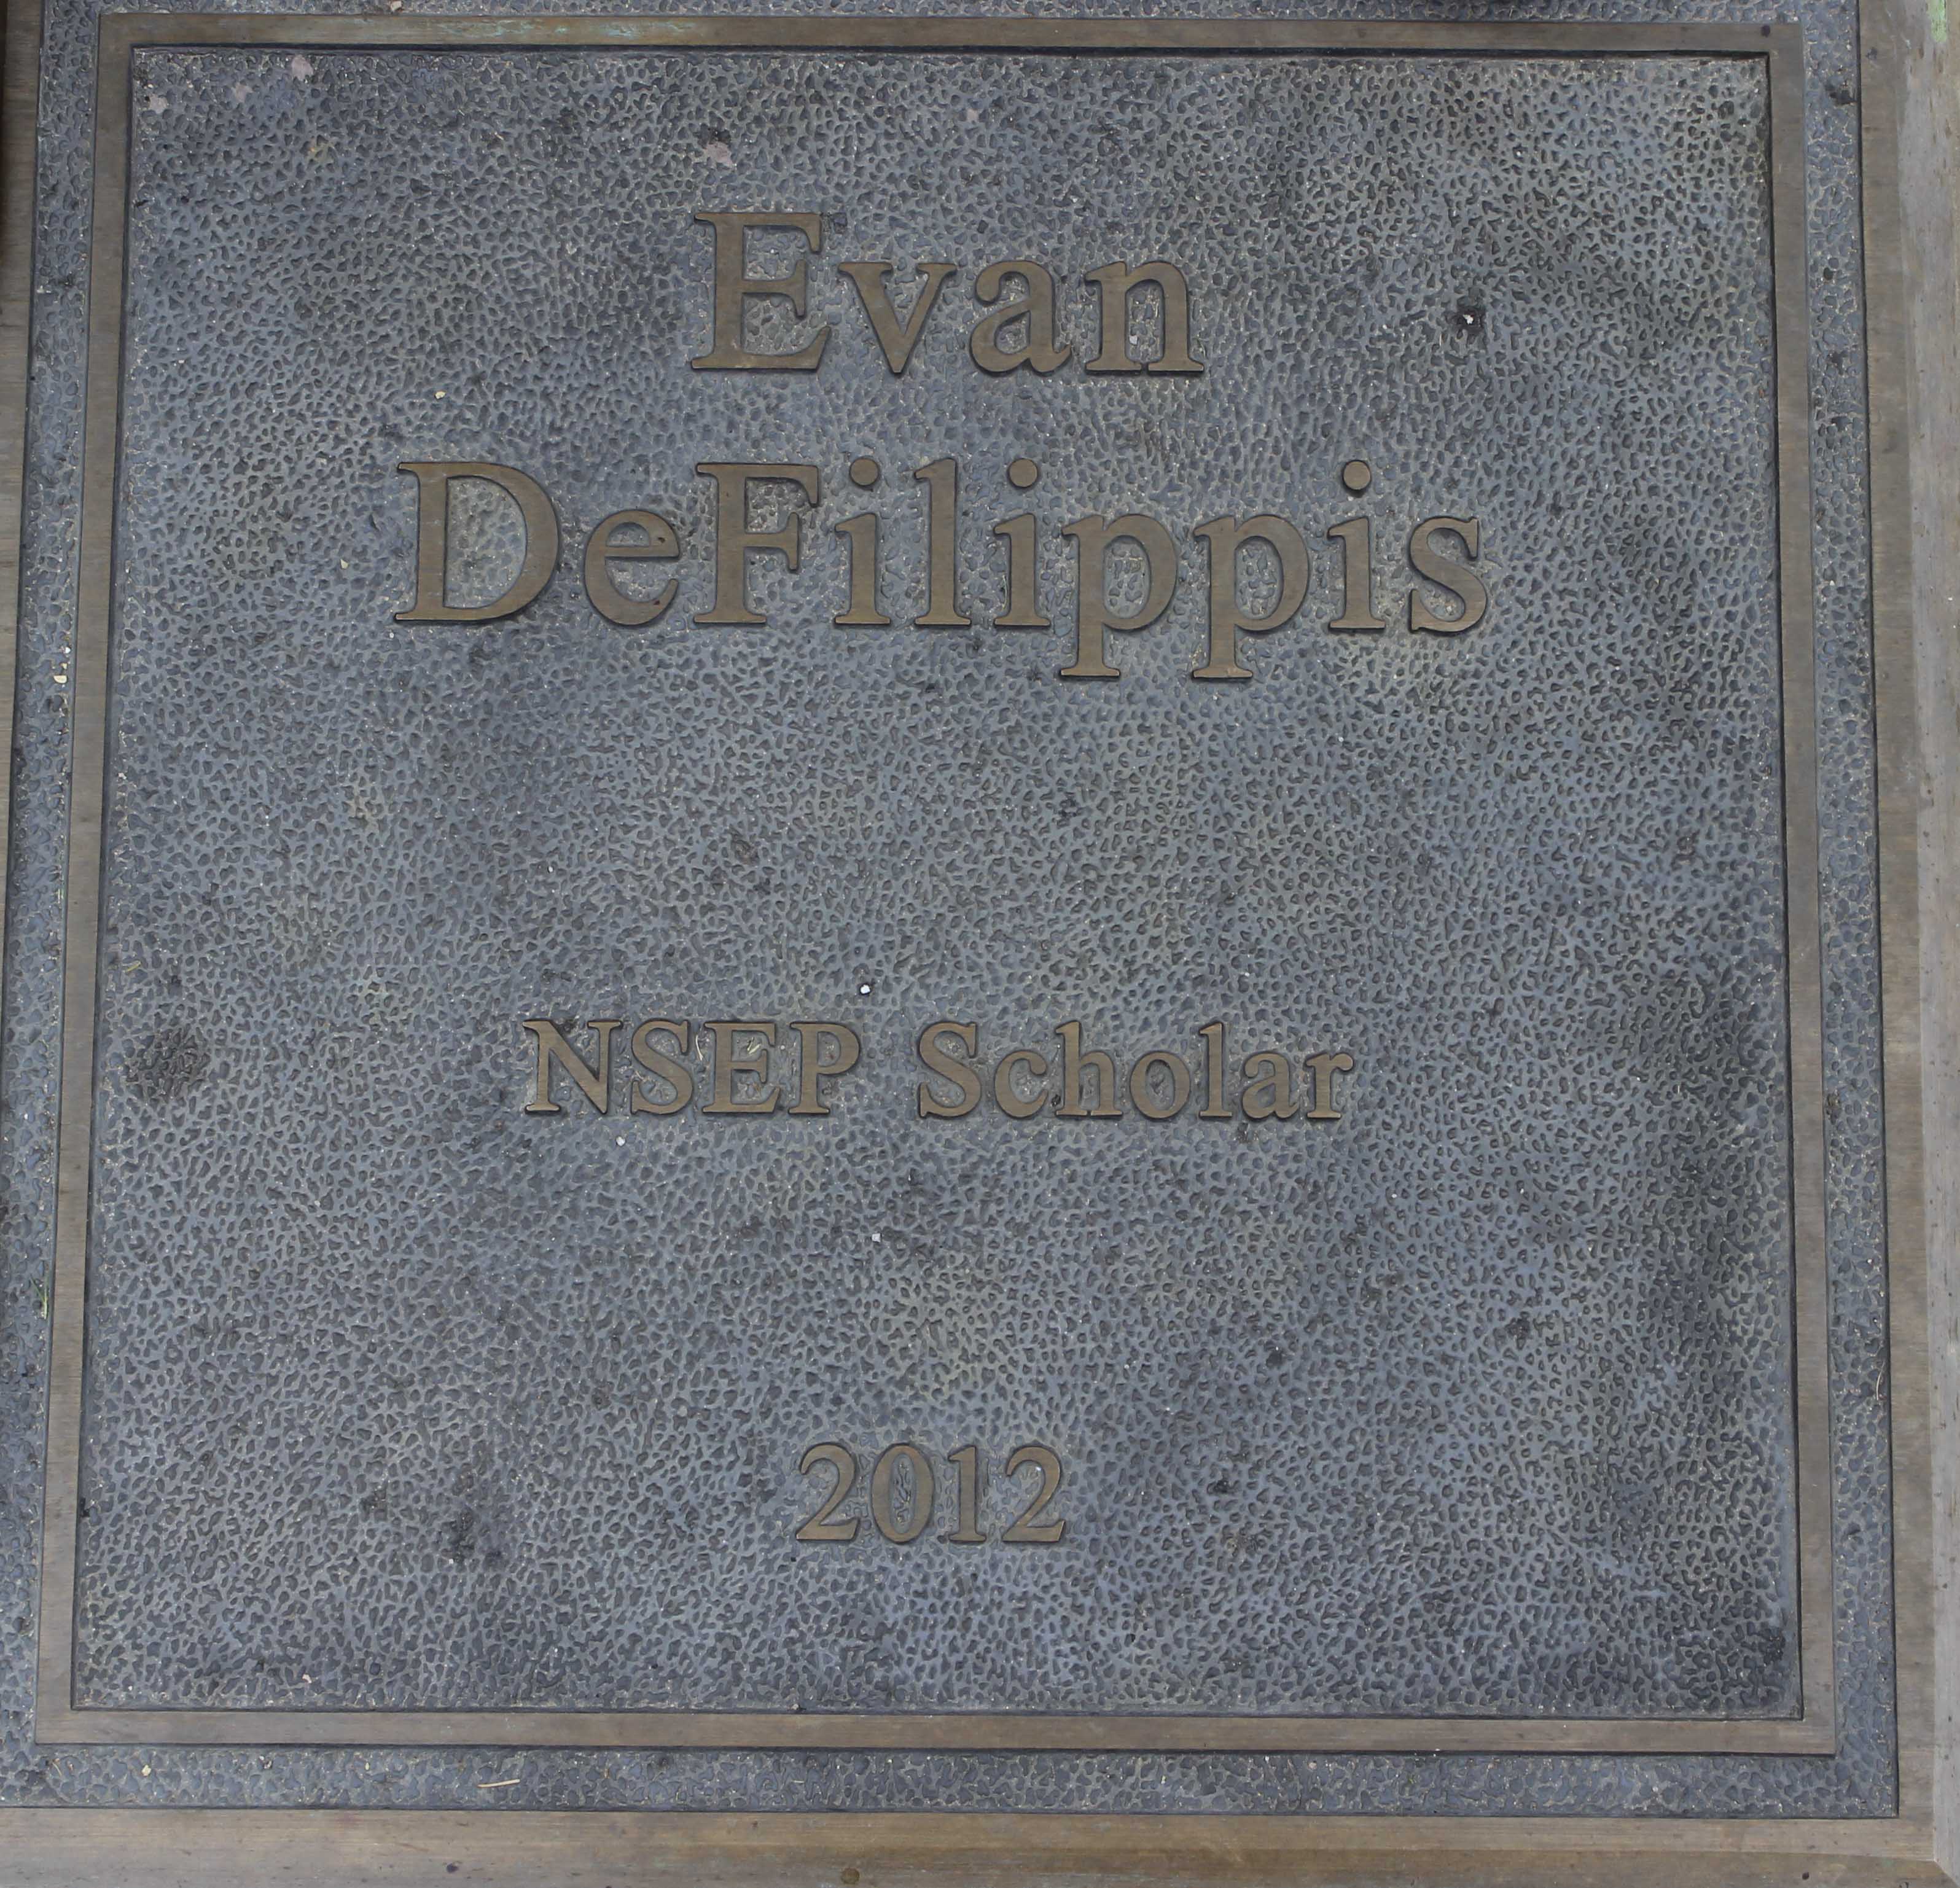 Evan
DeFilippis
NSEP Scholar
2012